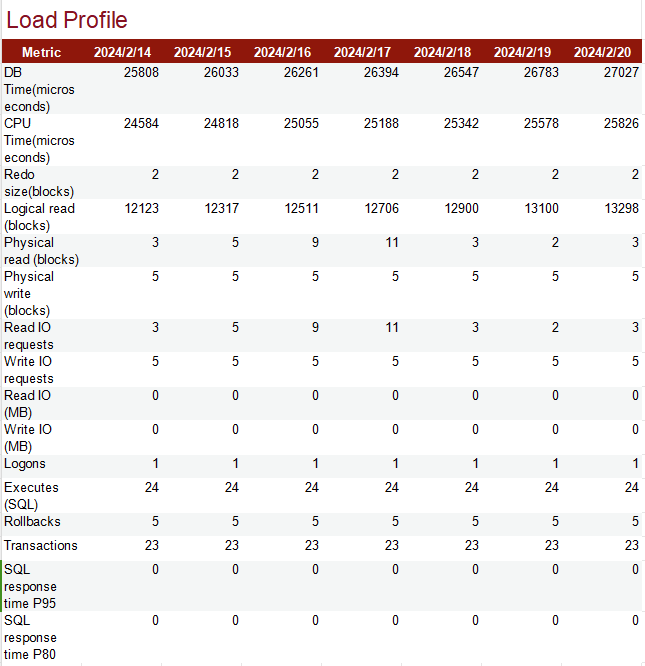 Load Profile
Metric 2024/2/14 2024/2/15 2024/2/16 2024/2/17 2024/2/18 2024/2/19 2024/2/20
DB 25808 26033 26261 26394 26547 26783 27027
Time(micros
econds)
CPU 24584 24818 25055 25188 25342 25578 25826
Time(micros
econds)
Redo 2 2 2 2 2 2 2
size(blocks)
Logical read 12123 12317 12511 12706 12900 13100 13298
(blocks)
Physical 3 5 9 11 3 2 3
read (blocks)
Physical 5 5 5 5 5 5 5
write
(blocks)
Read IO 3 5 9 11 3 2 3
requests
Write IO 5 5 5 5 5 5 5
requests
Read IO 0 0 0 0 0 0 0
(MB)
Write IO 0 0 0 0 0 0 0
(MB)
Logons 1 1 1 1 1 1 1
Executes 24 24 24 24 24 24 24
(SQL)
Rollbacks 5 5 5 5 5 5 5
Transactions 23 23 23 23 23 23 23
SQL 0 0 0 0 0 0 0
response
time P95
SQL 0 0 0 0 0 0 0
response
time P80